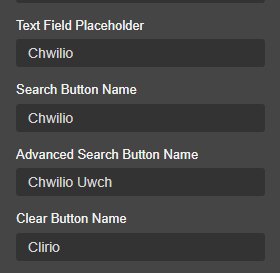 Text Field Placeholder
Chwilio
Search Button Name
Chwilio
Advanced Search Button Name
Chwilio Uwch
Clear Button Name
Clirio